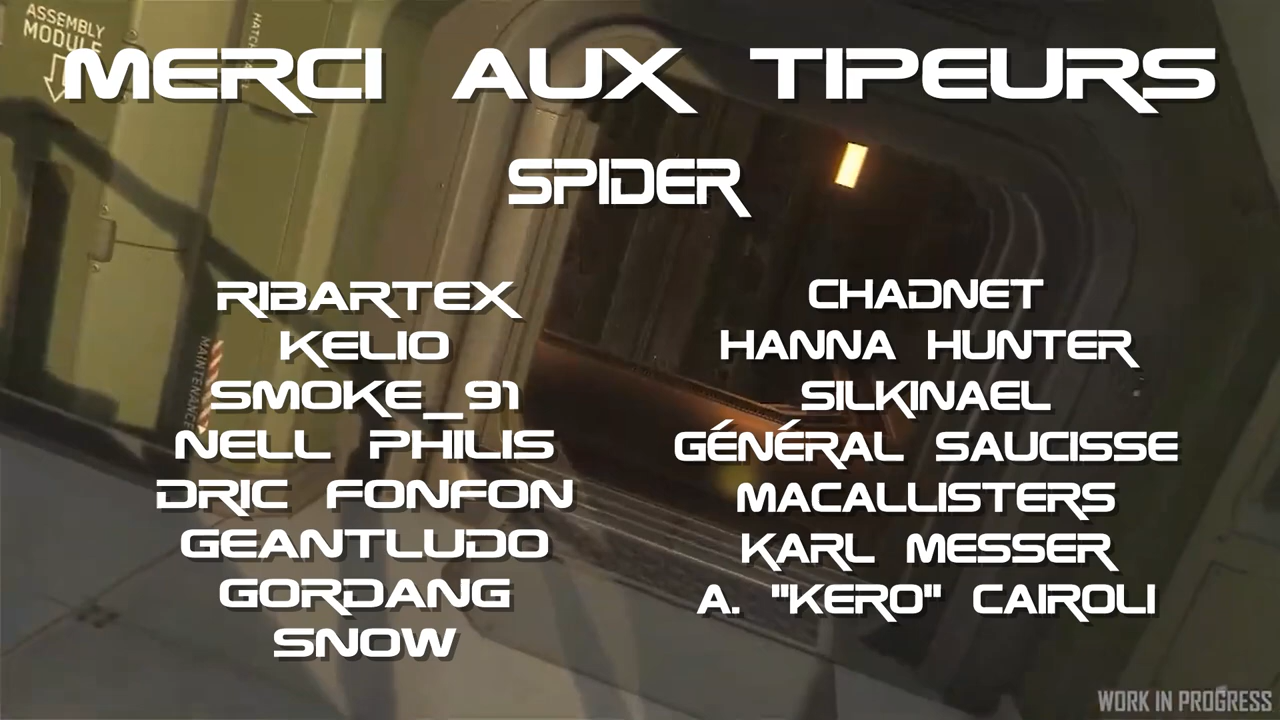 ASSEMBLY
MODULE
MERCI AUX TIPEURS
SPIDER
RIBARTEX
KELIO
SMOKE_91
NELL PHILIS
DRIC FONFON
GEANTLUDO
GORDANG
SNOW
CHADNET
HANNA HUNTER
SILKINAEL
GÉNÉRAL SAUCISSE
MACALLISTERS
KARL MESSER
A. "KERO" CAIROLI
MAINTENANCE
WORK IN PROGRESS